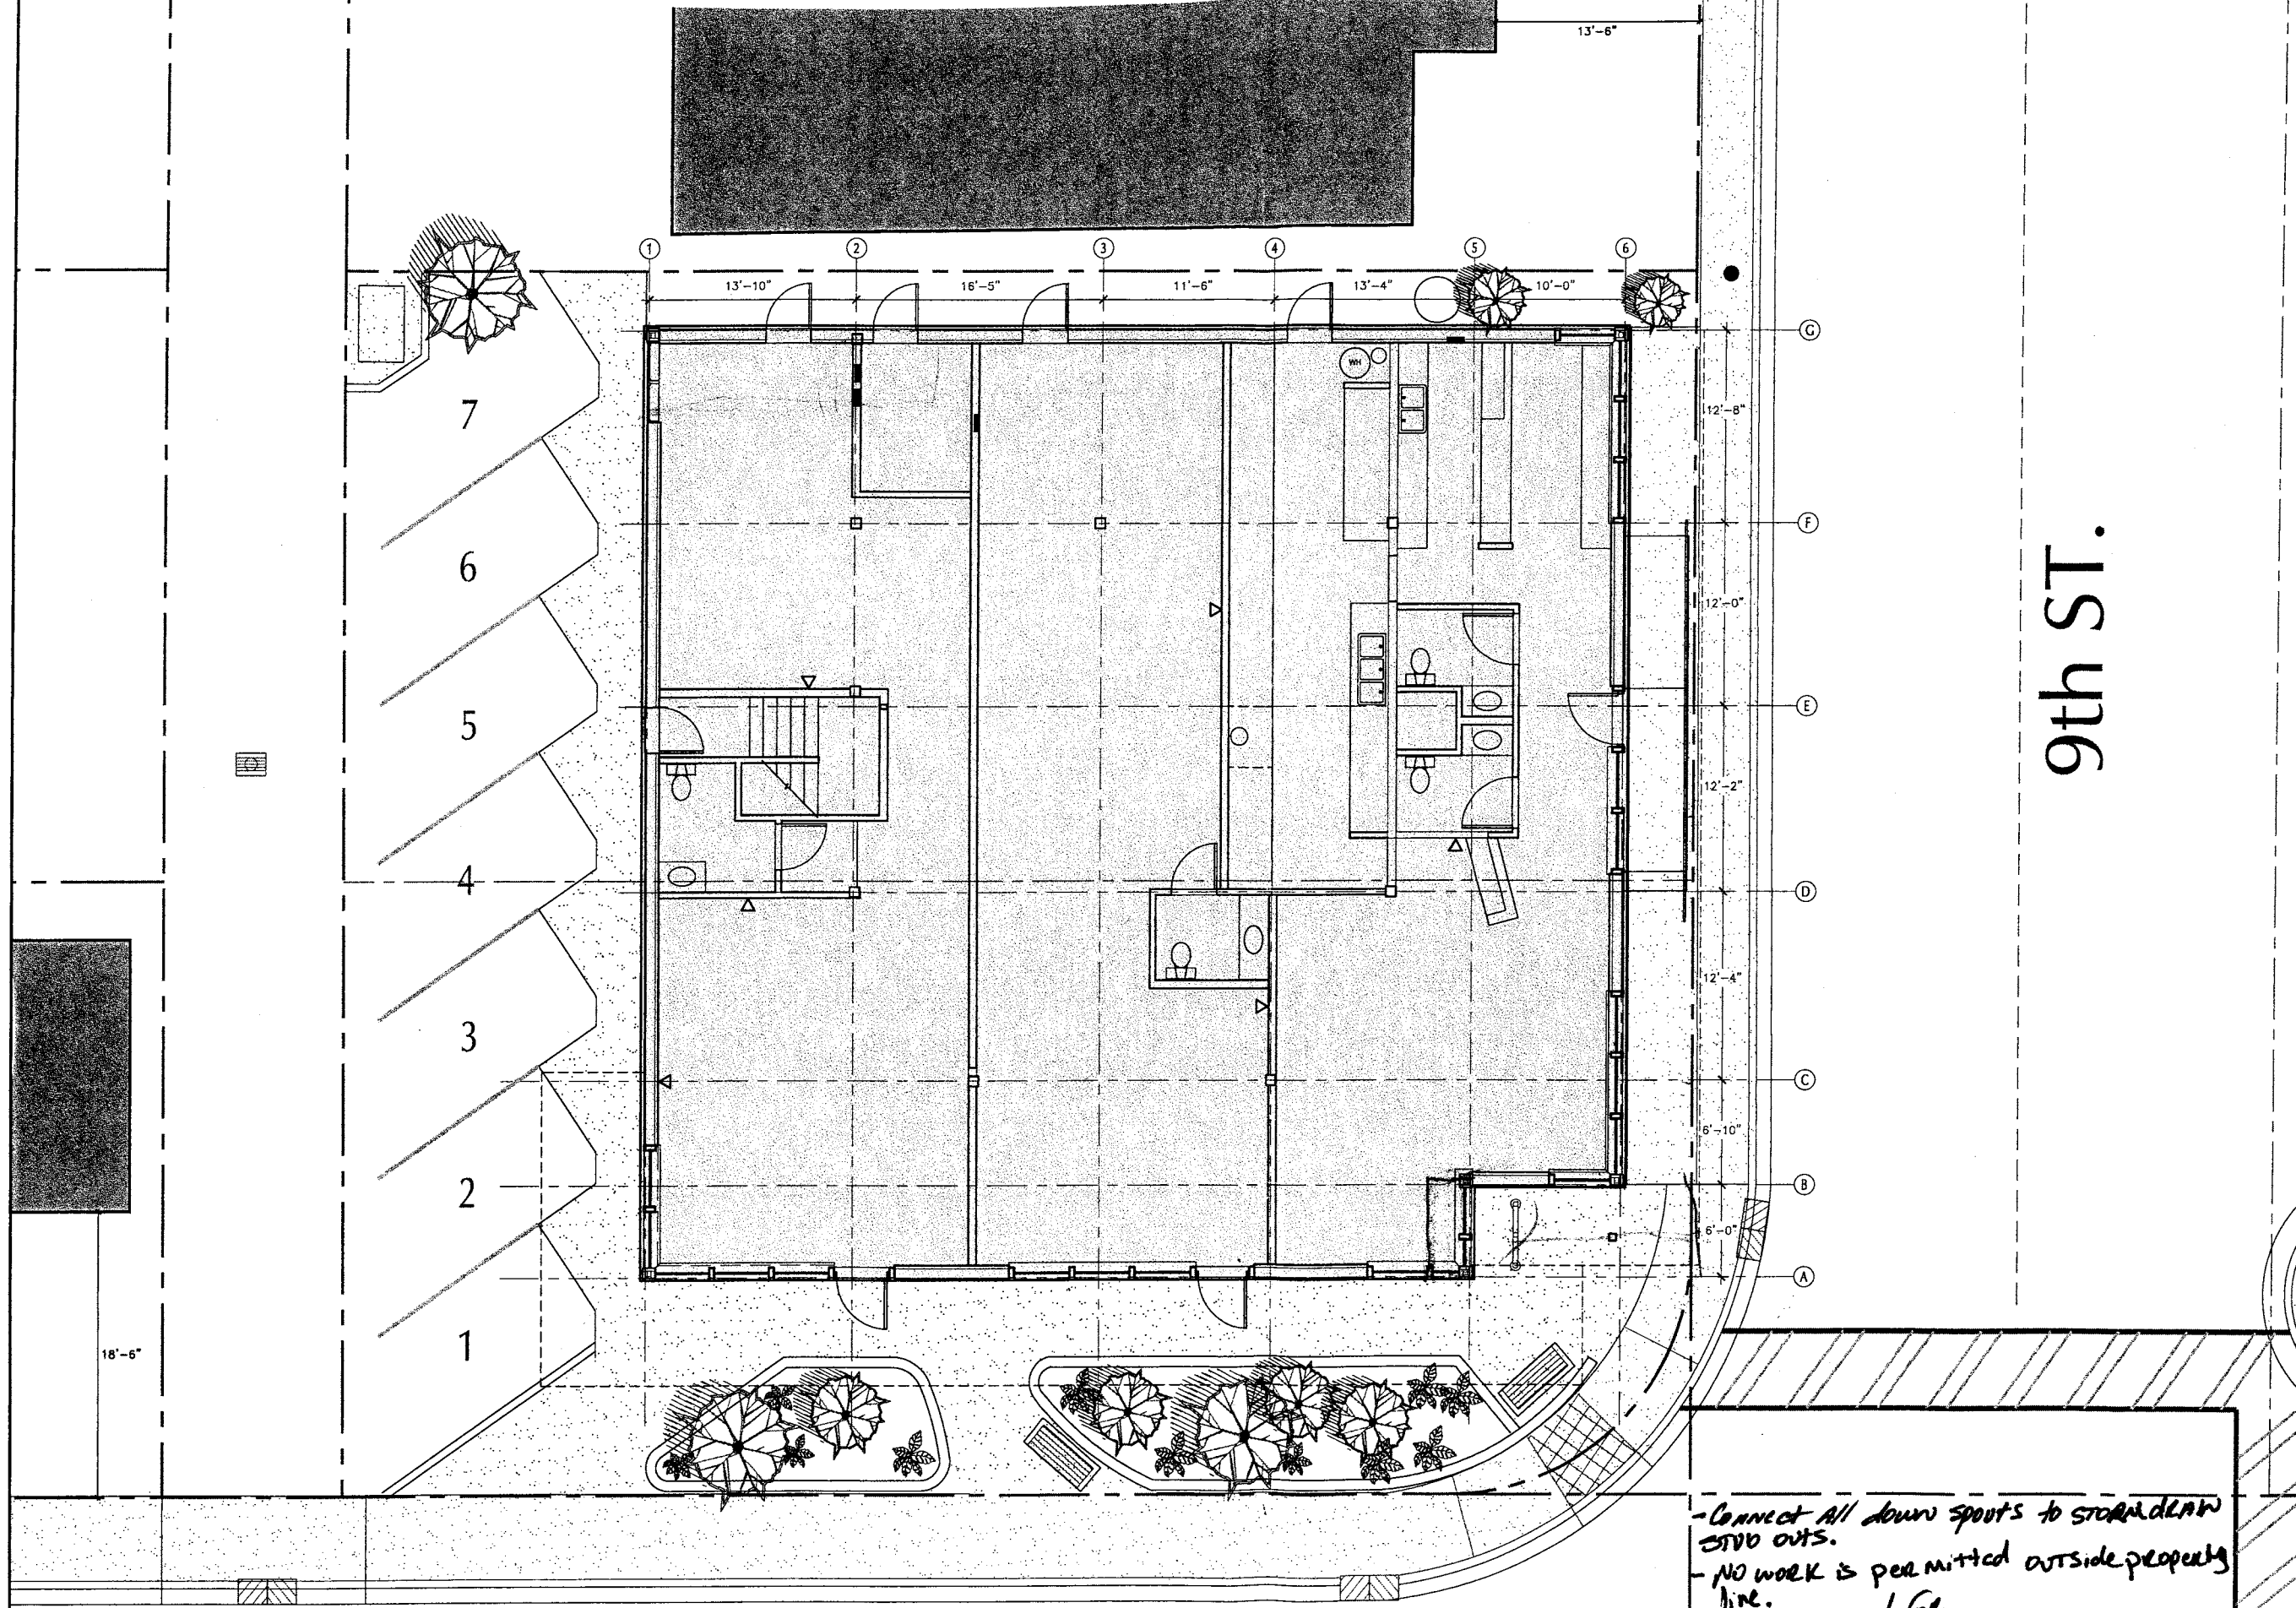 13'-6"
1 2 3 4 5 6
13'-10" 16'-5" 11'-6" 13'-4" 10'-0"
G
WH
12'-8"
7
F
6
12'-0"
9th ST.
5
E
12'-2"
4
D
12'-4"
3
C
6'-10"
2
B
6'-0"
A
1
18'-6"
- Connect All down spouts to STORM dRAIN
STUB OUTS.
- NO WORK is permitted outside property
line.